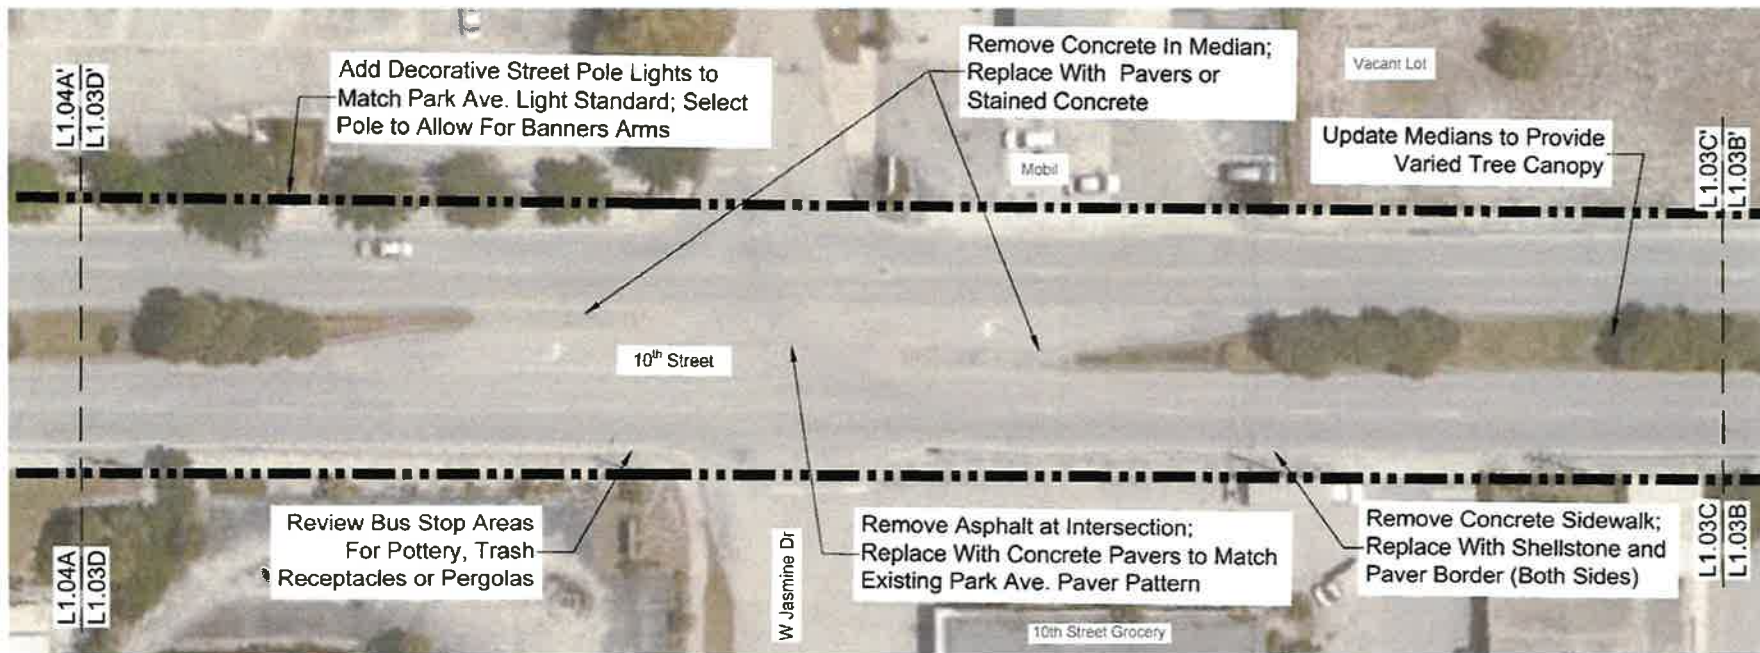 L1.04A'
L1.03D'
Add Decorative Street Pole Lights to
Match Park Ave. Light Standard; Select
Pole to Allow For Banners Arms
Remove Concrete In Median;
Replace With Pavers or
Stained Concrete
Vacant Lot
Mobil
Update Medians to Provide
Varied Tree Canopy
L1.03C'
L1.03B'
10th Street
Review Bus Stop Areas
For Pottery, Trash
Receptacles or Pergolas
W Jasmine Dr
Remove Asphalt at Intersection;
Replace With Concrete Pavers to Match
Existing Park Ave. Paver Pattern
Remove Concrete Sidewalk;
Replace With Shellstone and
Paver Border (Both Sides)
L1.04A
L1.03D
L1.03C
L1.03B
10th Street Grocery